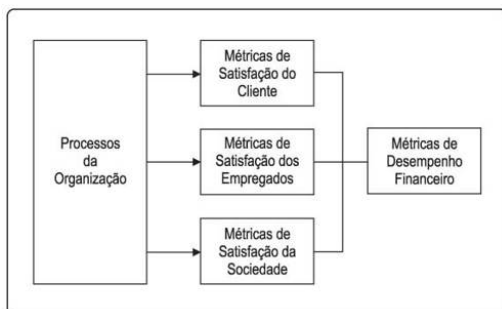 Processos
da
Organização
Métricas de
Satisfação do
Cliente
Métricas de
Satisfação dos
Empregados
Métricas de
Satisfação da
Sociedade
Métricas de
Desempenho
Financeiro